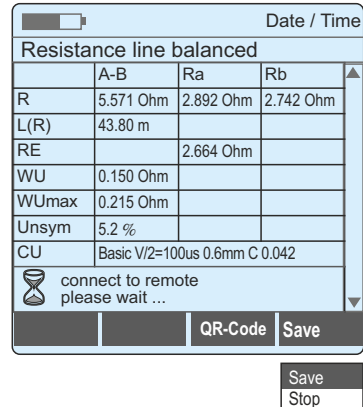 Date / Time
Resistance line balanced
A-B Ra Rb
R 5.571 Ohm 2.892 Ohm 2.742 Ohm
L(R) 43.80 m
RE 2.664 Ohm
WU 0.150 Ohm
WUmax 0.215 Ohm
Unsym 5.2 %
CU Basic V/2=100us 0.6mm C 0.042
connect to remote
please wait ...
QR-Code Save
Save
Stop